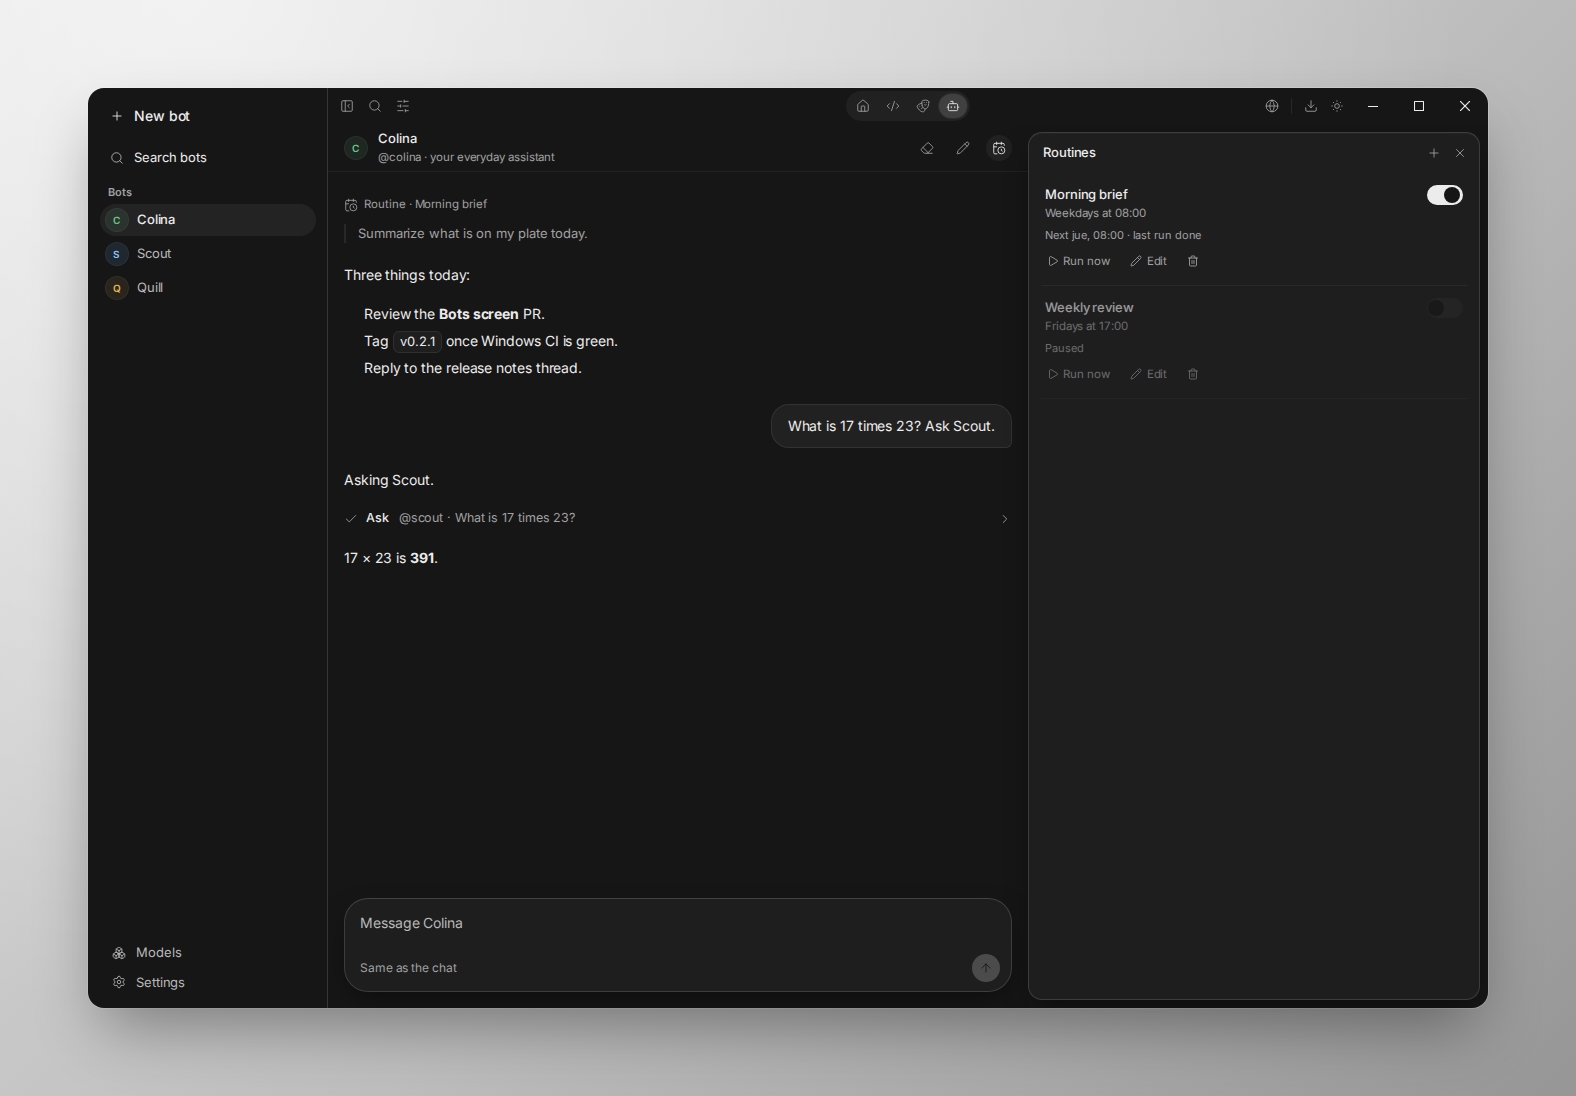 New bot
Search bots
Bots
C Colina
S Scout
Q Quill
Models
Settings
C Colina
@colina · your everyday assistant
Routine · Morning brief
Summarize what is on my plate today.
Three things today:
Review the Bots screen PR.
Tag v0.2.1 once Windows CI is green.
Reply to the release notes thread.
What is 17 times 23? Ask Scout.
Asking Scout.
Ask @scout · What is 17 times 23?
17 × 23 is 391.
Message Colina
Same as the chat
Routines
Morning brief
Weekdays at 08:00
Next jue, 08:00 · last run done
Run now Edit
Weekly review
Fridays at 17:00
Paused
Run now Edit